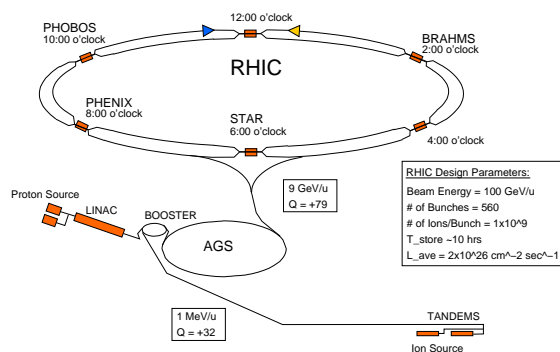 12:00 o'clock
PHOBOS
10:00 o'clock
BRAHMS
2:00 o'clock
RHIC
PHENIX
8:00 o'clock
STAR
6:00 o'clock
4:00 o'clock
9 GeV/u
Q = +79
RHIC Design Parameters:
Beam Energy = 100 GeV/u
# of Bunches = 560
# of Ions/Bunch = 1x10^9
T_store ~10 hrs
L_ave = 2x10^26 cm^-2 sec^-1
Proton Source
LINAC
BOOSTER
AGS
1 MeV/u
Q = +32
TANDEMS
Ion Source